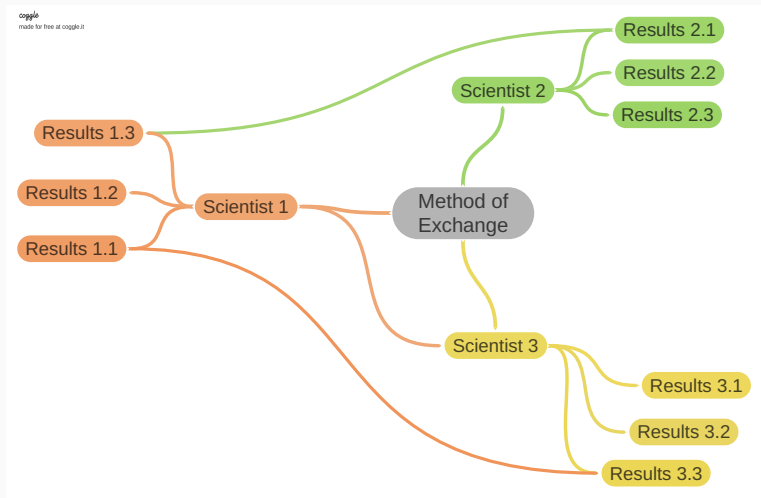 coggle
made for free at coggle.it
Results 2.1
Results 2.2
Scientist 2
Results 2.3
Results 1.3
Results 1.2
Scientist 1
Method of
Exchange
Results 1.1
Scientist 3
Results 3.1
Results 3.2
Results 3.3